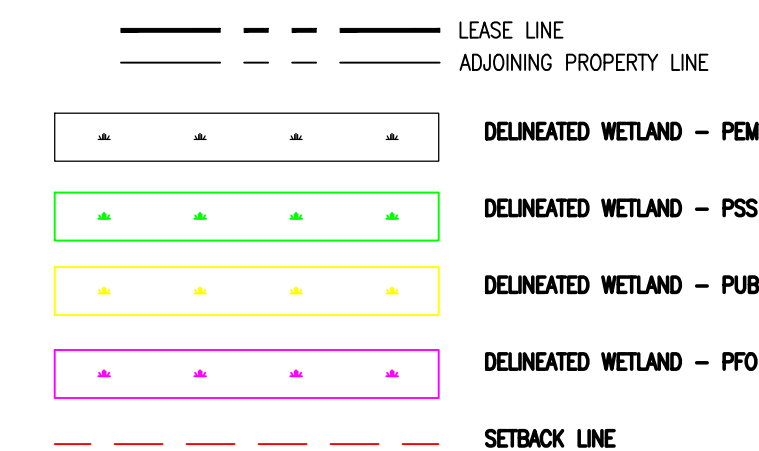 LEASE LINE
ADJOINING PROPERTY LINE
DELINEATED WETLAND - PEM
DELINEATED WETLAND - PSS
DELINEATED WETLAND - PUB
DELINEATED WETLAND - PFO
SETBACK LINE